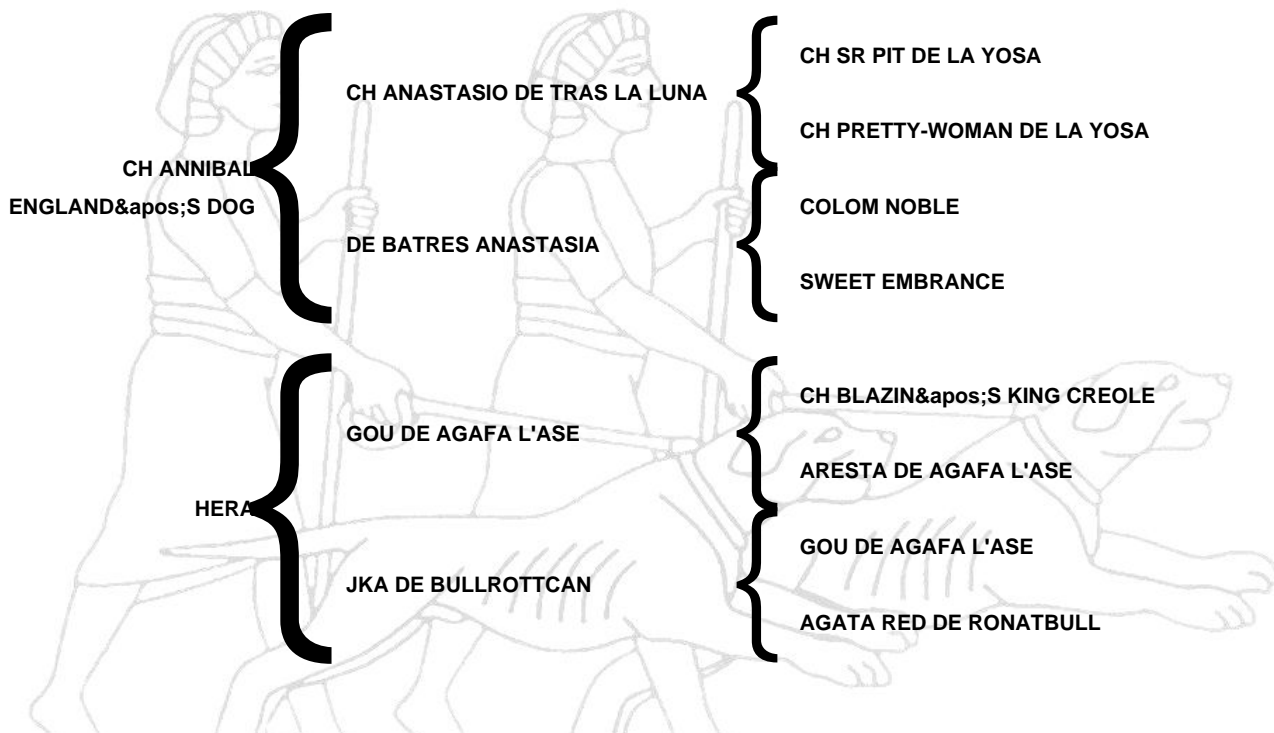 CH SR PIT DE LA YOSA
CH ANASTASIO DE TRAS LA LUNA
CH PRETTY-WOMAN DE LA YOSA
CH ANNIBAL
ENGLAND&apos;S DOG
COLOM NOBLE
DE BATRES ANASTASIA
SWEET EMBRANCE
CH BLAZIN&apos;S KING CREOLE
GOU DE AGAFA L'ASE
ARESTA DE AGAFA L'ASE
HERA
GOU DE AGAFA L'ASE
JKA DE BULLROTTCAN
AGATA RED DE RONATBULL